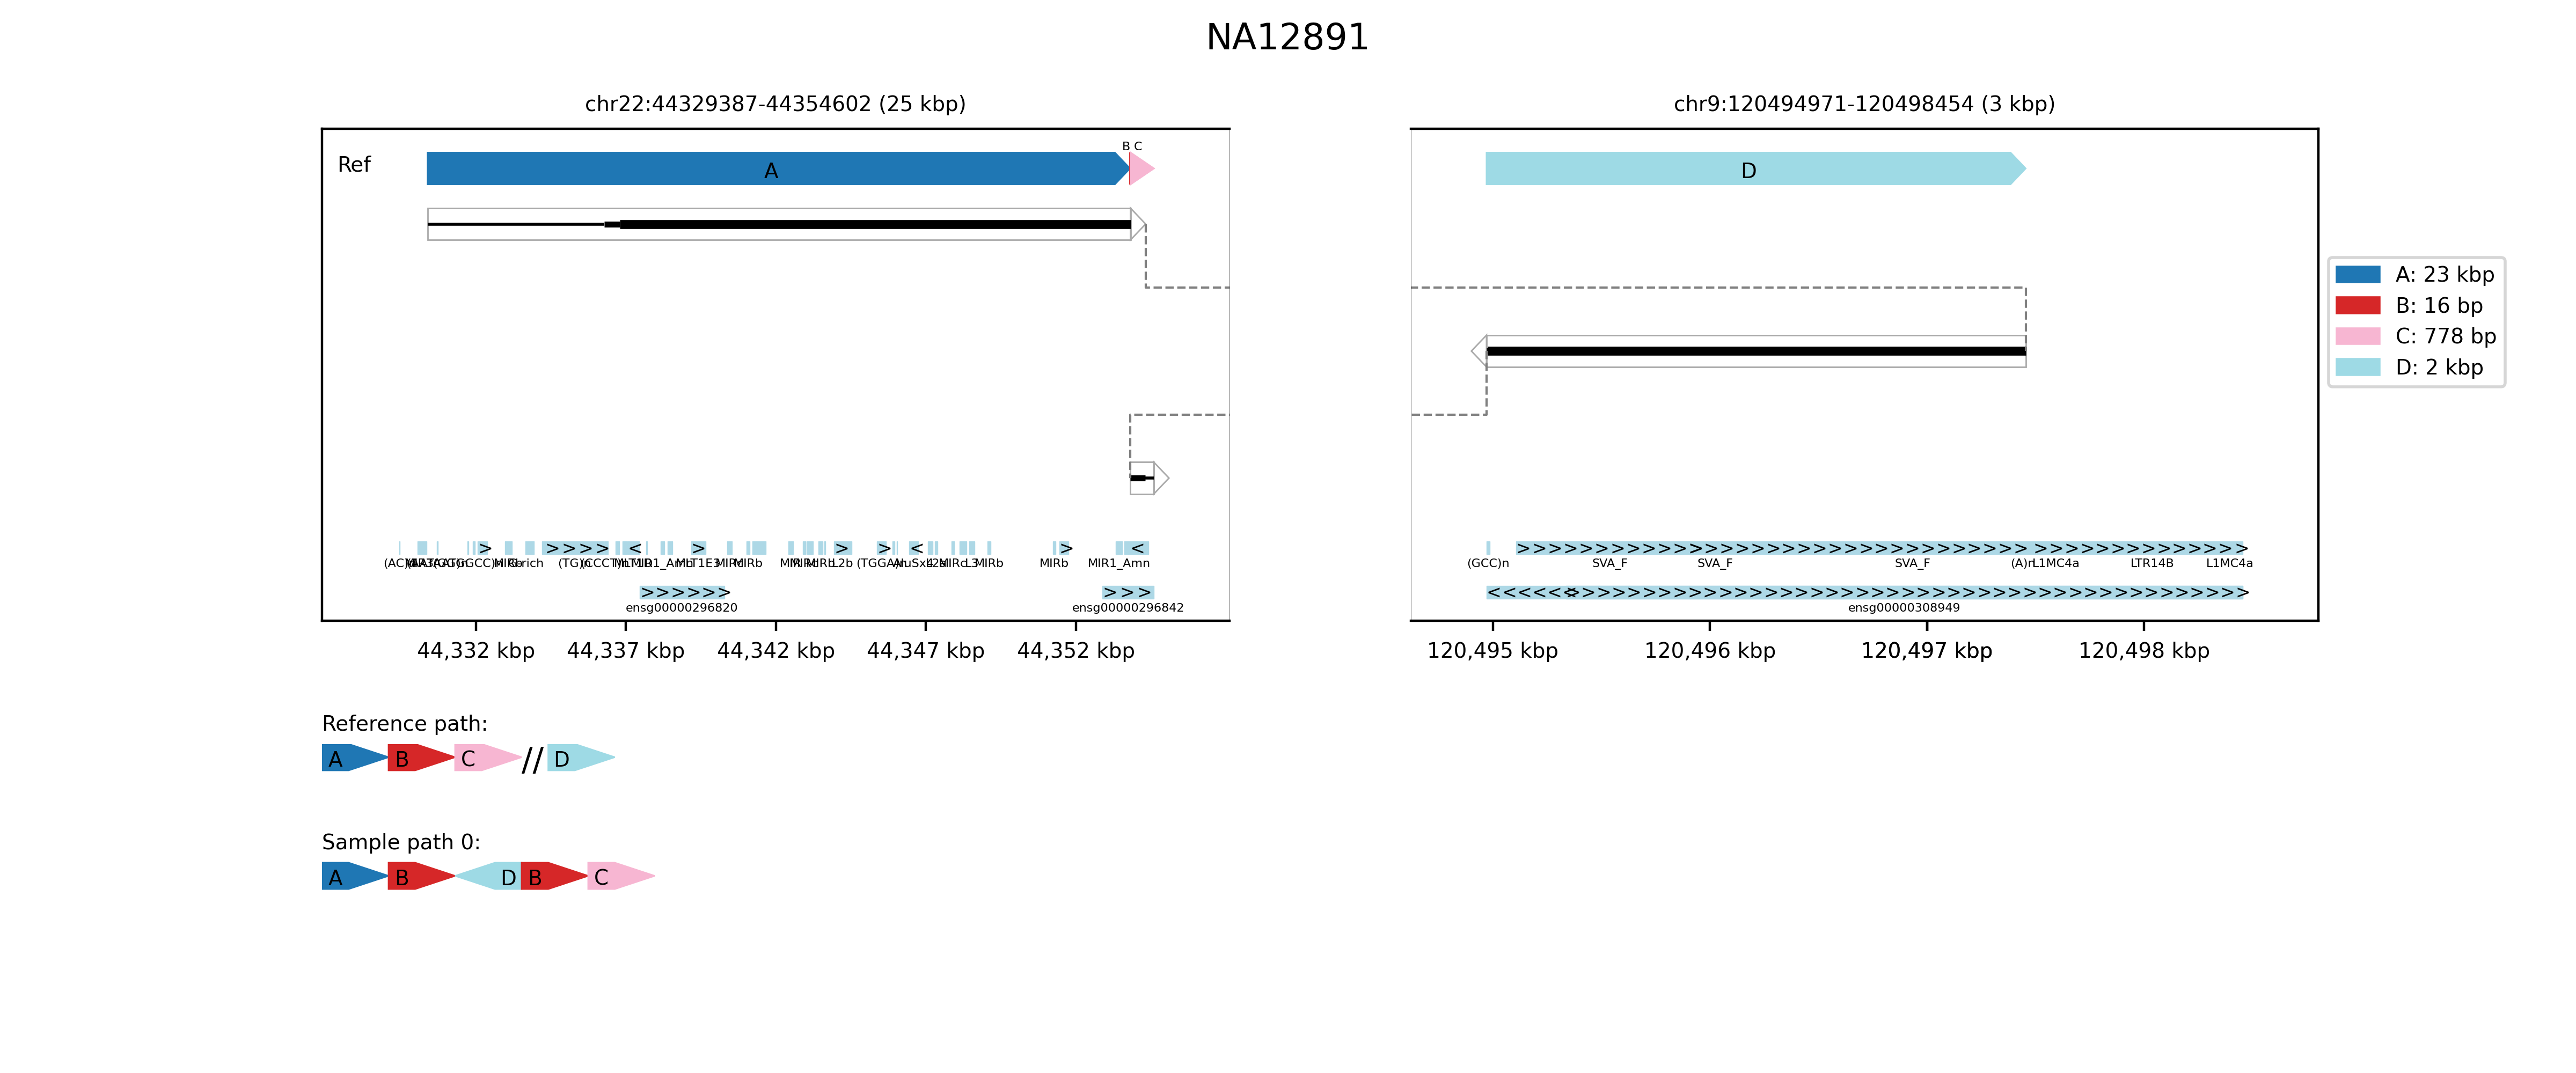 NA12891
chr22:44329387-44354602 (25 kbp)
chr9:120494971-120498454 (3 kbp)
Ref
A
B C
D
A: 23 kbp
B: 16 bp
C: 778 bp
D: 2 kbp
MIRb MIR1_Amn
(GCC)n SVA_F SVA_F SVA_F (A)n L1MC4a LTR14B L1MC4a
ensg00000296820 ensg00000296842
ensg00000308949
44,332 kbp 44,337 kbp 44,342 kbp 44,347 kbp 44,352 kbp
120,495 kbp 120,496 kbp 120,497 kbp 120,498 kbp
Reference path:
A B C // D
Sample path 0:
A B D B C